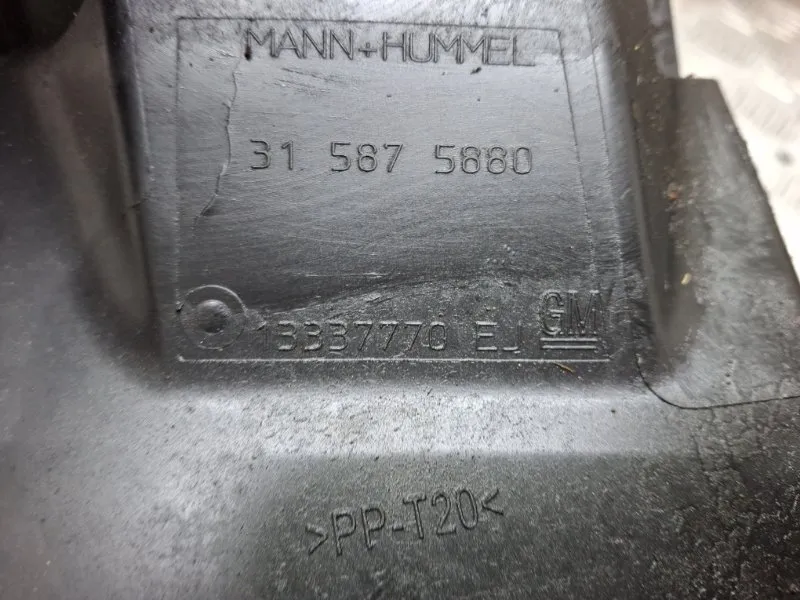 MANN+HUMMEL
31 587 5880
13337770 EJ GM
>PP-T20<